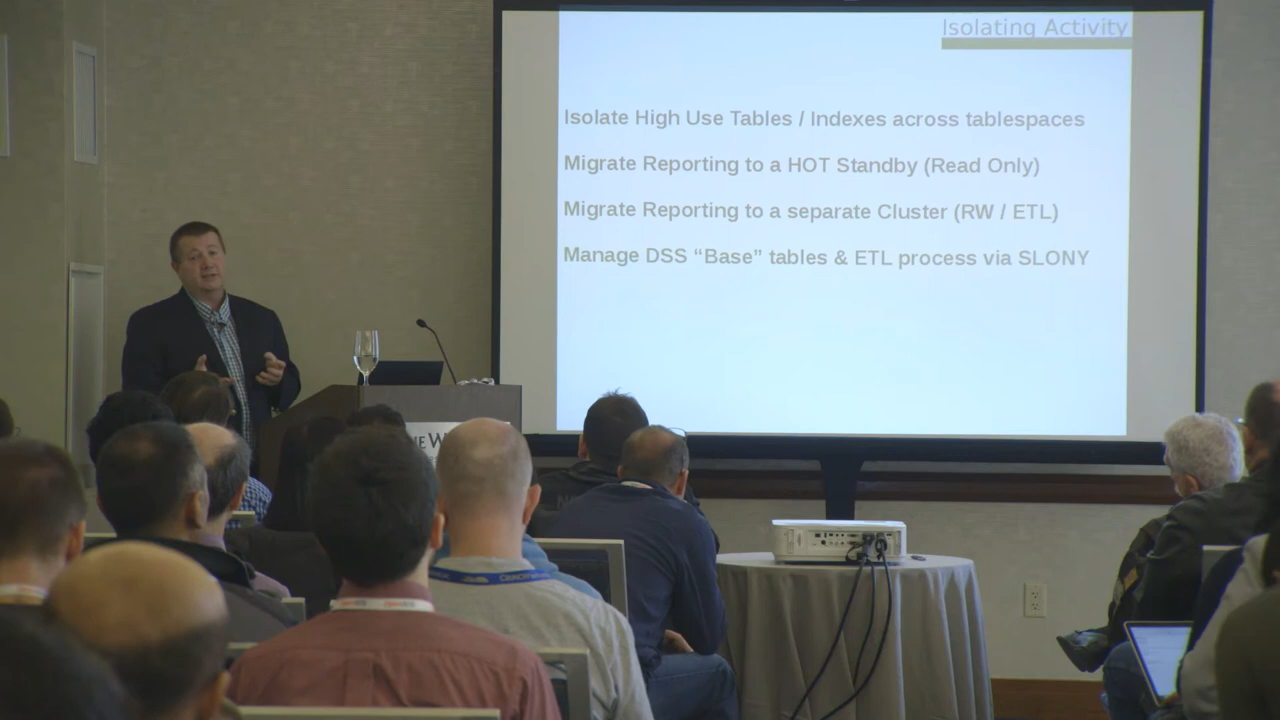 Isolating Activity
Isolate High Use Tables / Indexes across tablespaces
Migrate Reporting to a HOT Standby (Read Only)
Migrate Reporting to a separate Cluster (RW / ETL)
Manage DSS “Base” tables & ETL process via SLONY